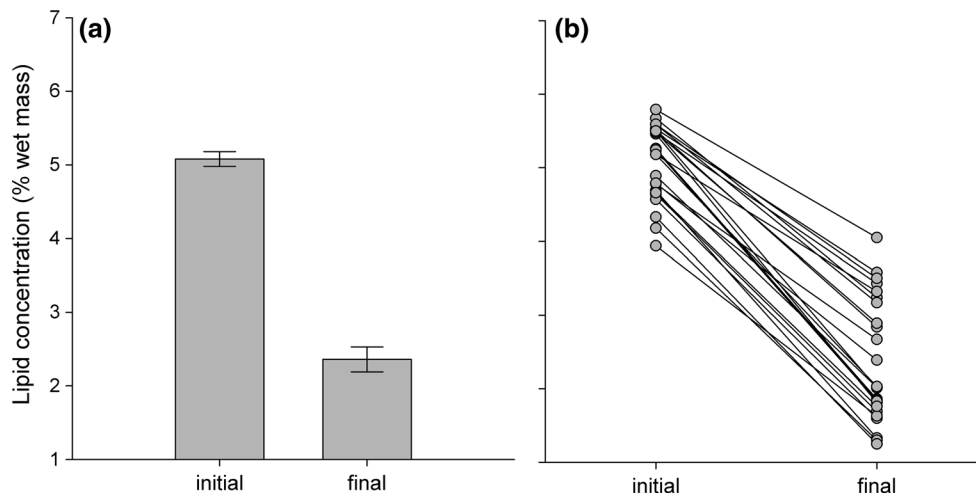 (a)
(b)
Lipid concentration (% wet mass)
7
6
5
4
3
2
1
initial
final
initial
final